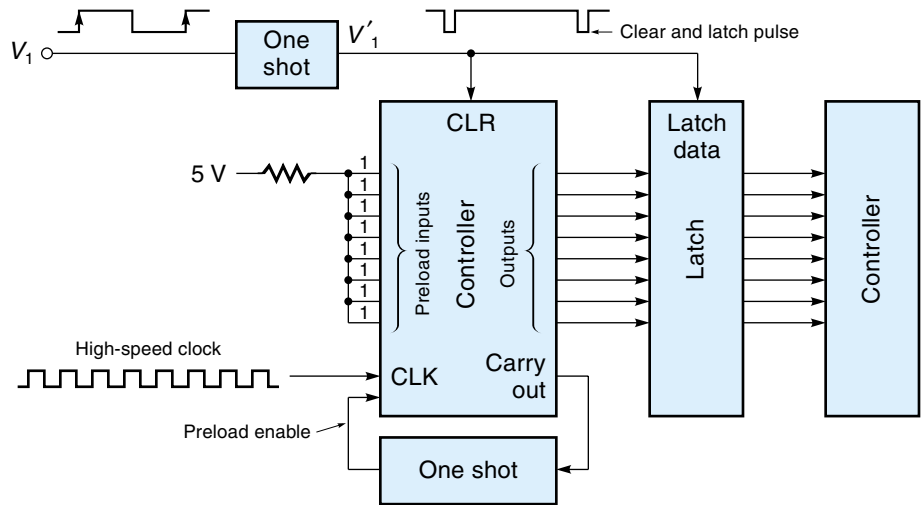 V1
One
shot
V′1
Clear and latch pulse
CLR
Latch
data
5 V
1
1
1
1
1
1
1
1
Preload inputs
Controller
Outputs
Latch
Controller
High-speed clock
CLK
Carry
out
Preload enable
One shot